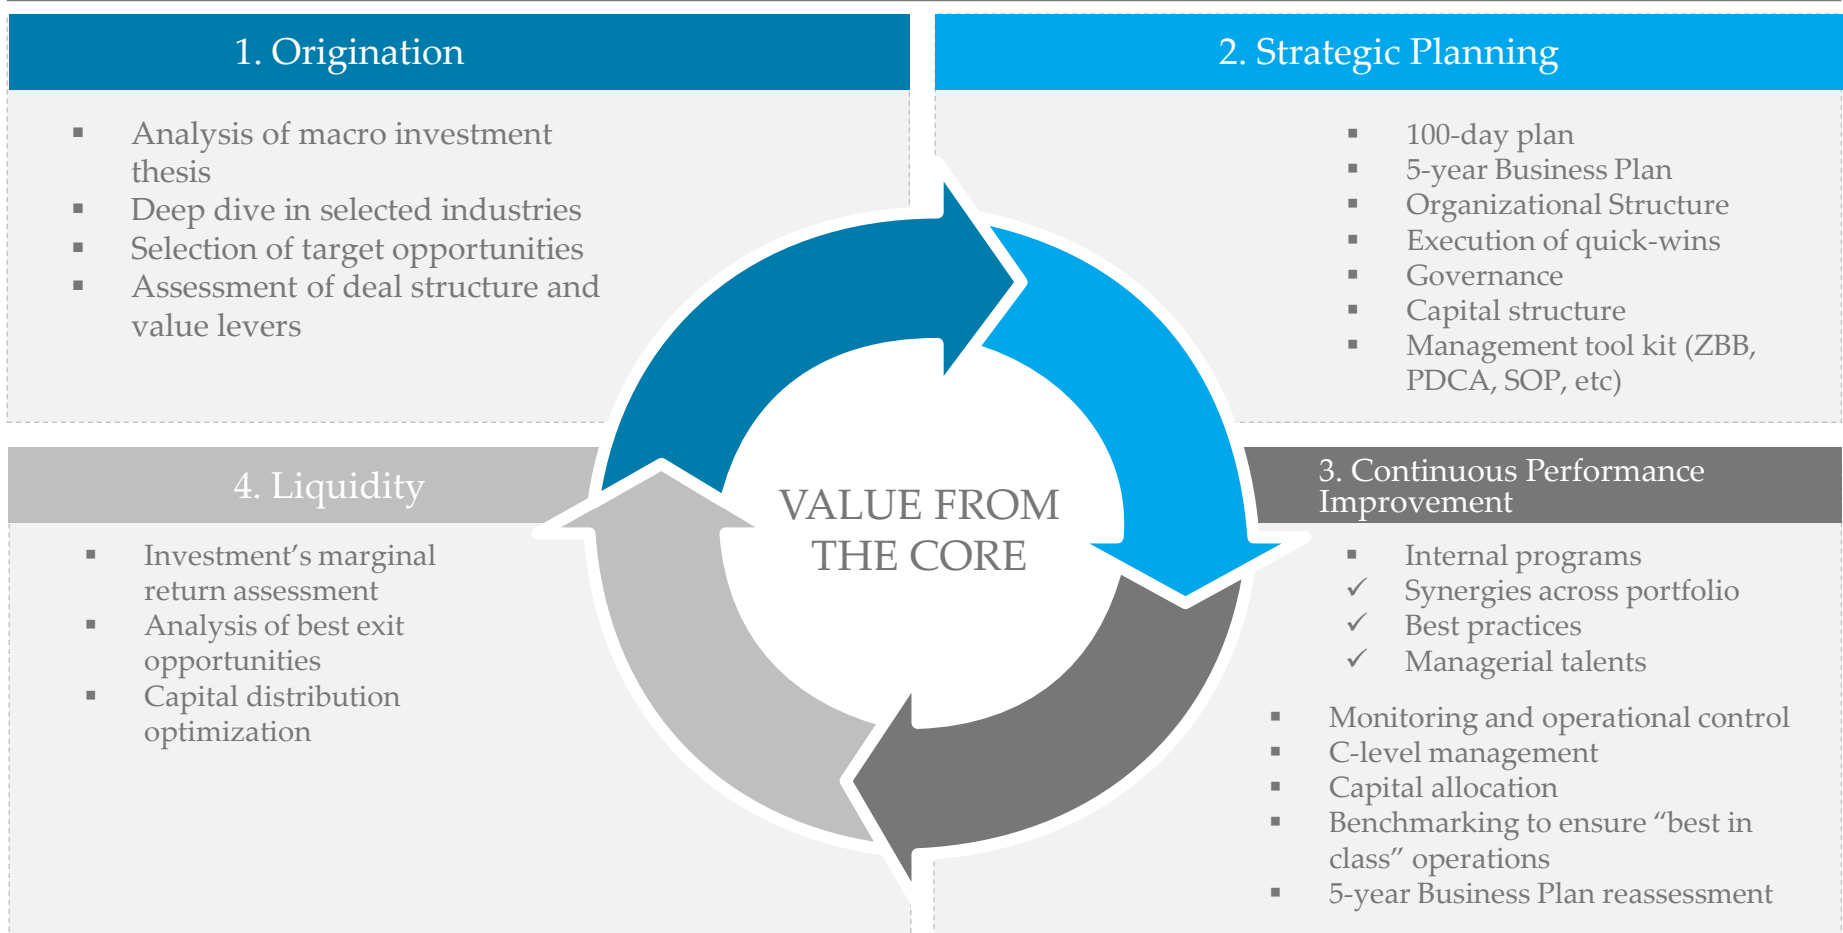 1. Origination
▪ Analysis of macro investment
thesis
▪ Deep dive in selected industries
▪ Selection of target opportunities
▪ Assessment of deal structure and
value levers
2. Strategic Planning
▪ 100-day plan
▪ 5-year Business Plan
▪ Organizational Structure
▪ Execution of quick-wins
▪ Governance
▪ Capital structure
▪ Management tool kit (ZBB,
PDCA, SOP, etc)
VALUE FROM
THE CORE
3. Continuous Performance
Improvement
▪ Internal programs
✓ Synergies across portfolio
✓ Best practices
✓ Managerial talents
▪ Monitoring and operational control
▪ C-level management
▪ Capital allocation
▪ Benchmarking to ensure “best in
class” operations
▪ 5-year Business Plan reassessment
4. Liquidity
▪ Investment’s marginal
return assessment
▪ Analysis of best exit
opportunities
▪ Capital distribution
optimization